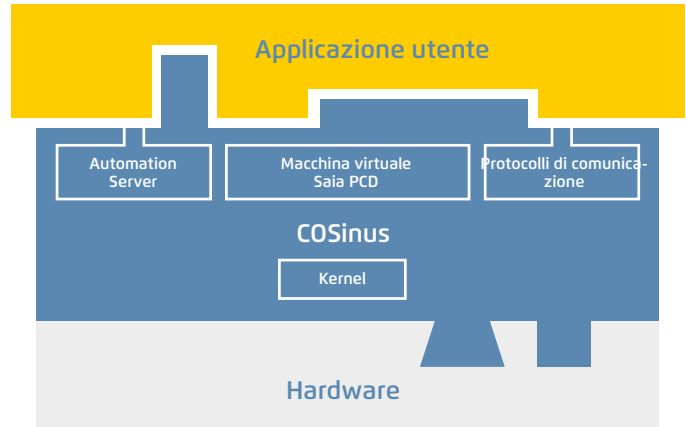 Applicazione utente
Automation
Server
Macchina virtuale
Saia PCD
Protocolli di comunica-
zione
COSinus
Kernel
Hardware